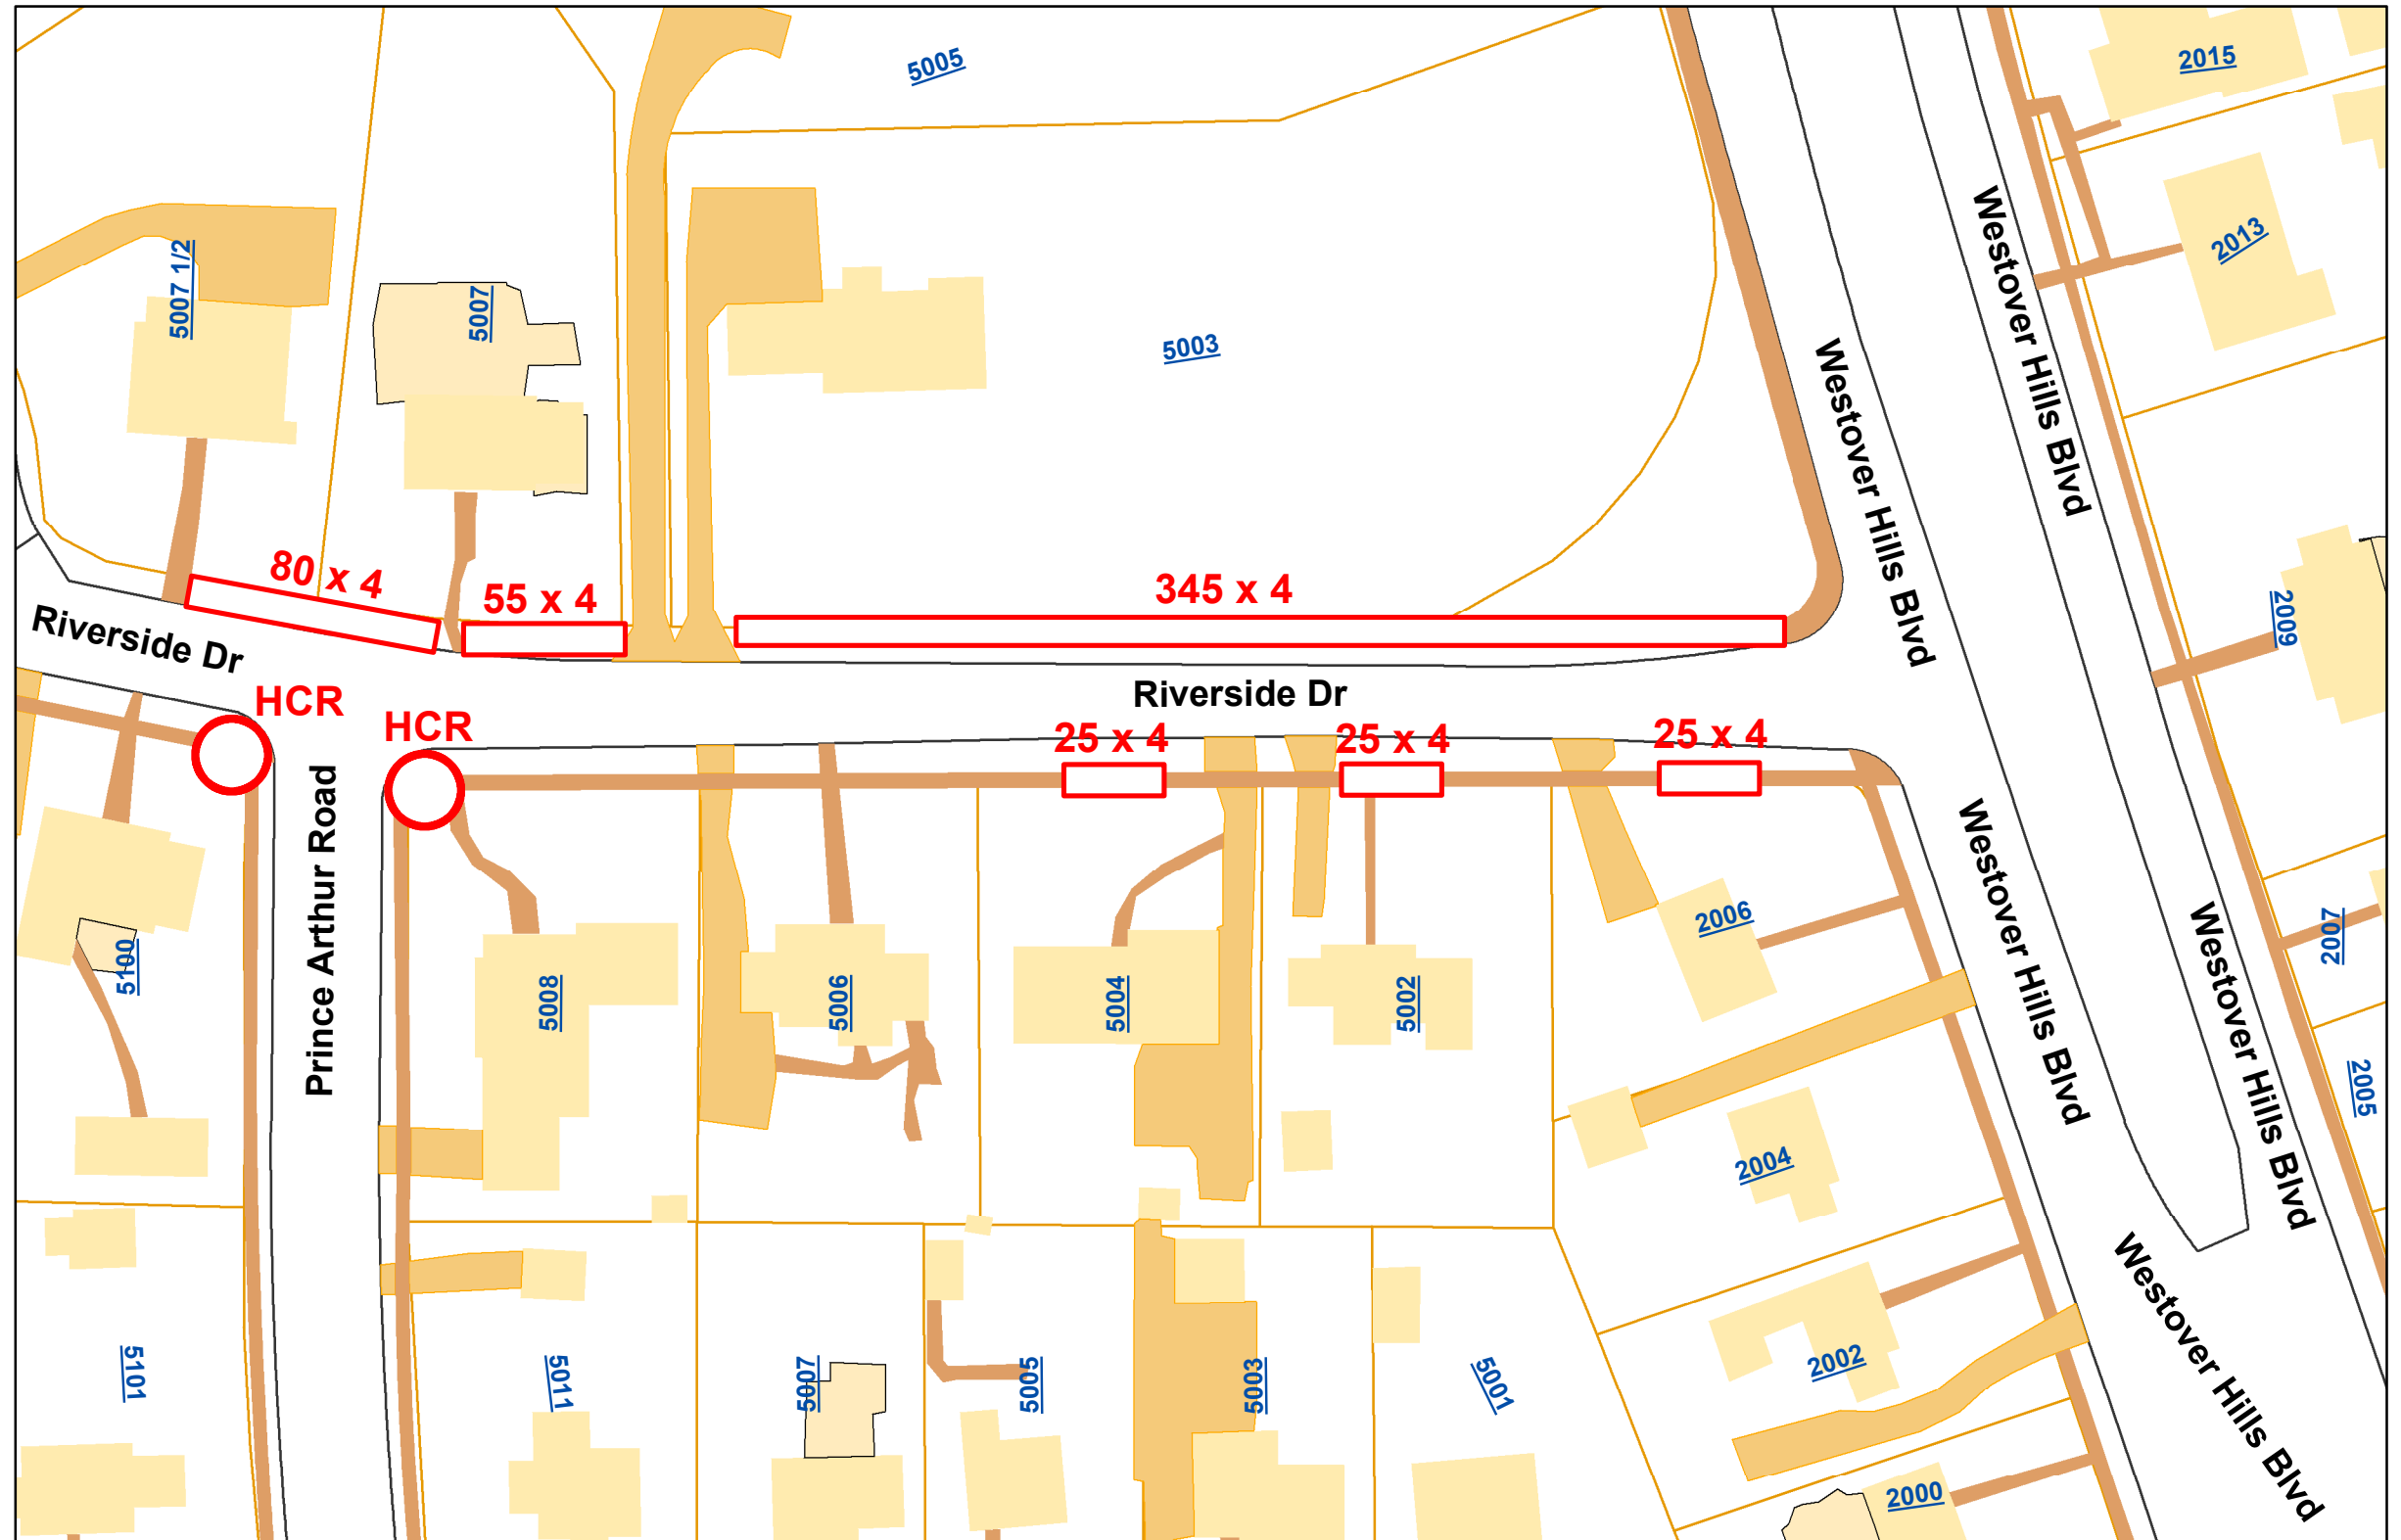 5005
2015
2013
5007 1/2
5007
5003
Westover Hills Blvd
Westover Hills Blvd
80 x 4
55 x 4
345 x 4
2009
Riverside Dr
Riverside Dr
HCR
HCR
25 x 4
25 x 4
25 x 4
Prince Arthur Road
Westover Hills Blvd
Westover Hills Blvd
2006
2007
5100
5008
5006
5004
5002
2005
2004
Westover Hills Blvd
5101
5011
5007
5005
5003
5001
2002
2000